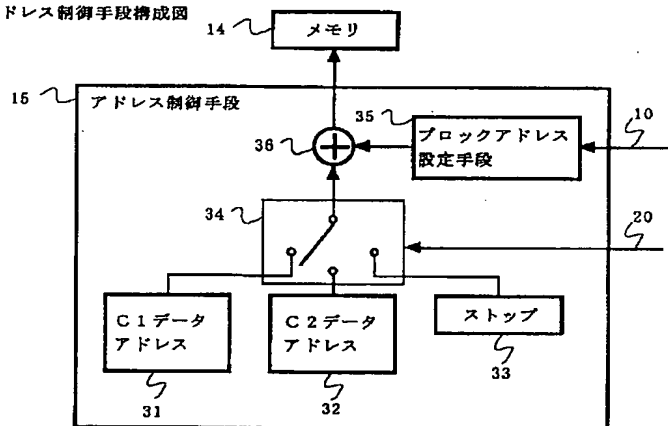 ドレス制御手段構成図
14
メモリ
15
アドレス制御手段
35
10
36
ブロックアドレス
設定手段
34
20
C1データ
アドレス
C2データ
アドレス
ストップ
31
32
33